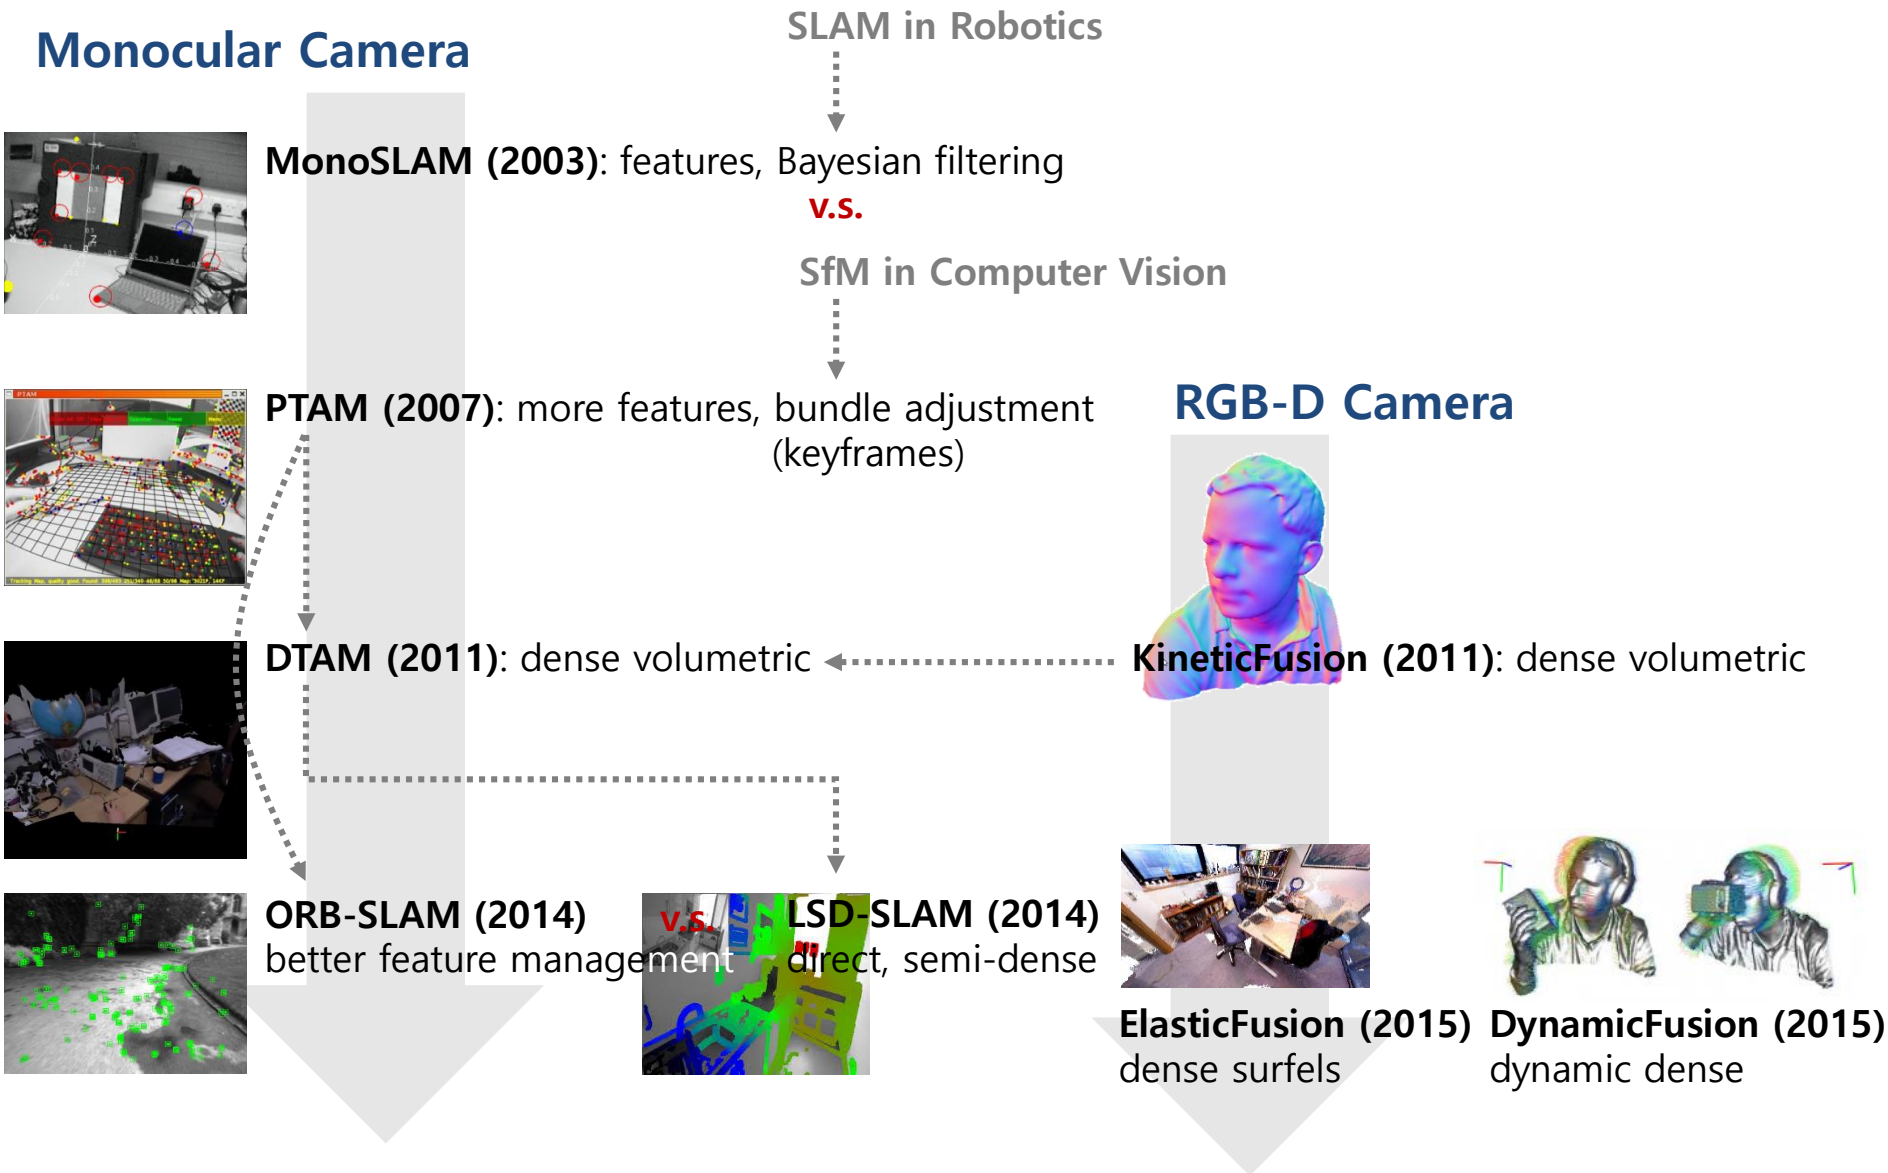 SLAM in Robotics
Monocular Camera
MonoSLAM (2003): features, Bayesian filtering
v.s.
SfM in Computer Vision
PTAM
PTAM (2007): more features, bundle adjustment
(keyframes)
RGB-D Camera
DTAM (2011): dense volumetric
KineticFusion (2011): dense volumetric
ORB-SLAM (2014)
better feature management
v.s.
LSD-SLAM (2014)
direct, semi-dense
ElasticFusion (2015)
dense surfels
DynamicFusion (2015)
dynamic dense